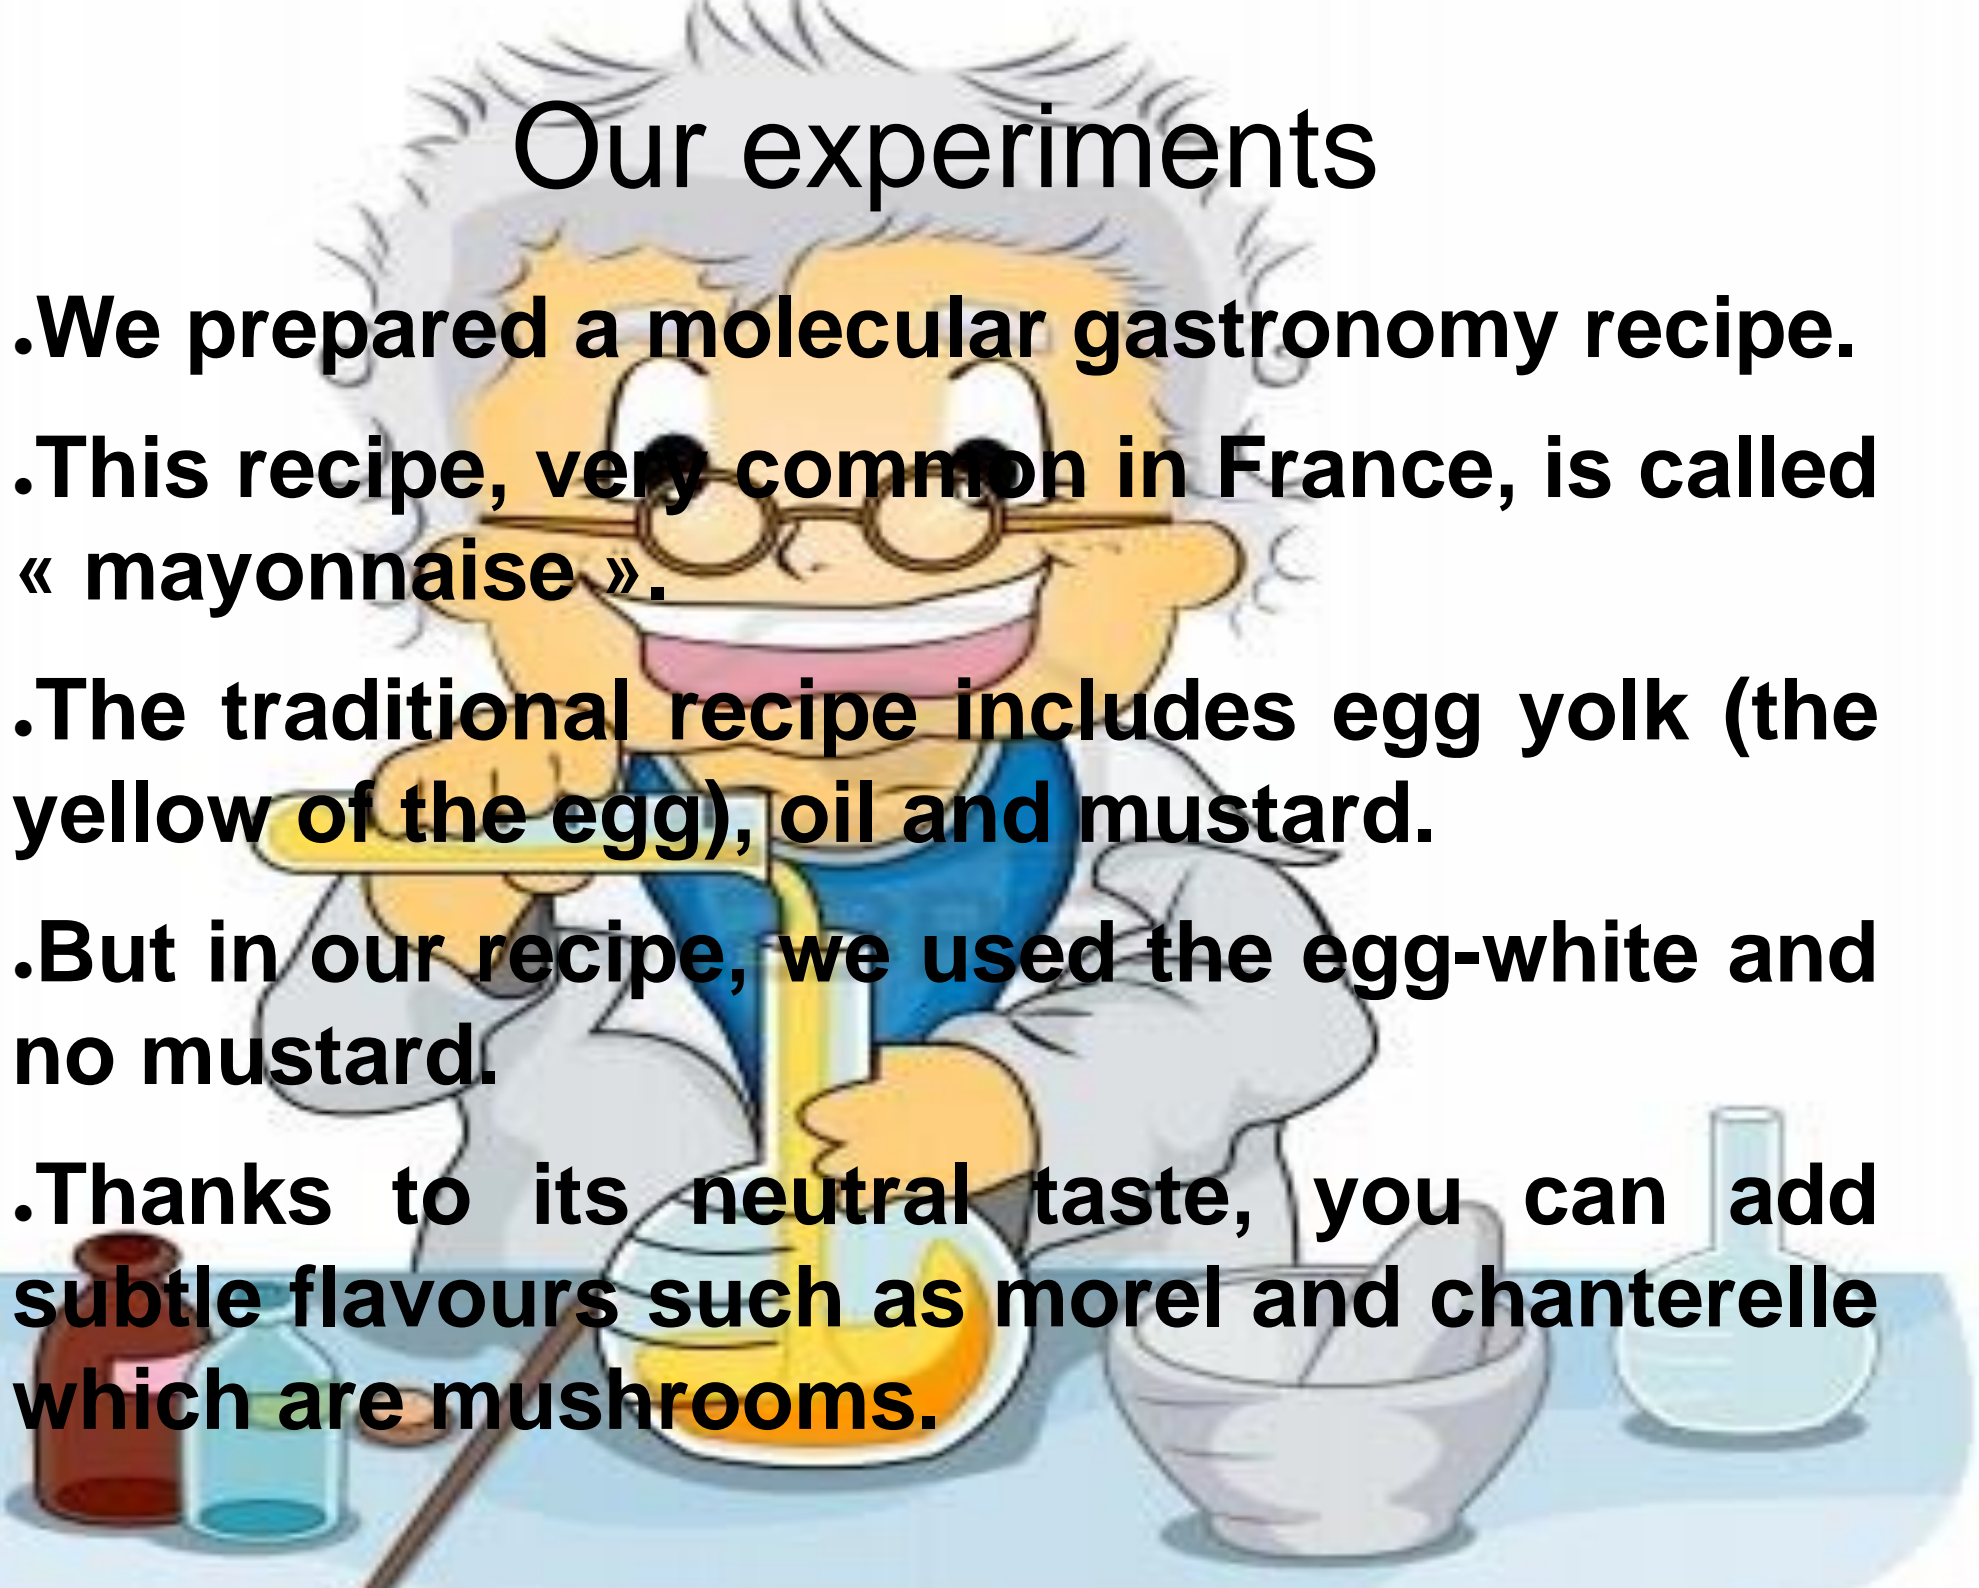 Our experiments
●We prepared a molecular gastronomy recipe.
●This recipe, very common in France, is called
« mayonnaise ».
●The traditional recipe includes egg yolk (the
yellow of the egg), oil and mustard.
●But in our recipe, we used the egg-white and
no mustard.
●Thanks to its neutral taste, you can add
subtle flavours such as morel and chanterelle
which are mushrooms.